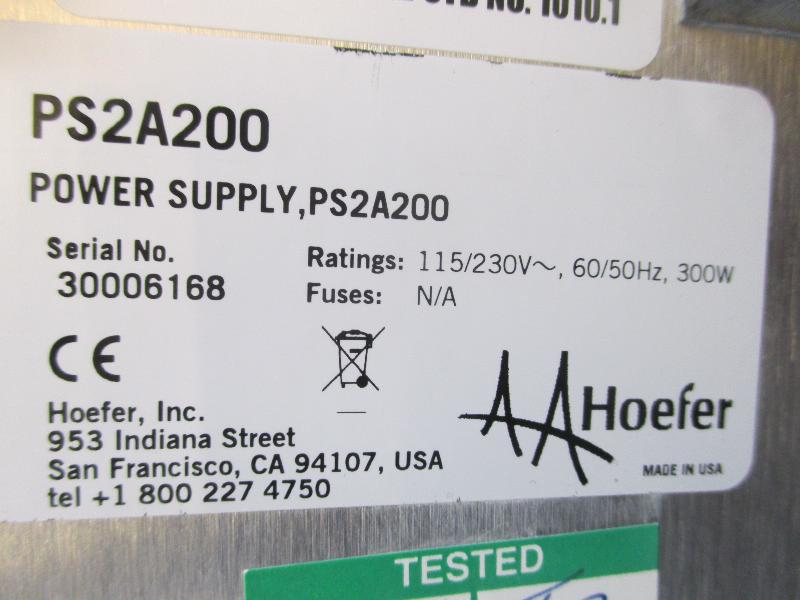 NO. 1010.1
PS2A200
POWER SUPPLY,PS2A200
Serial No.
30006168
Ratings: 115/230V~, 60/50Hz, 300W
Fuses: N/A
CE
Hoefer, Inc.
953 Indiana Street
San Francisco, CA 94107, USA
tel +1 800 227 4750
Hoefer
MADE IN USA
TESTED